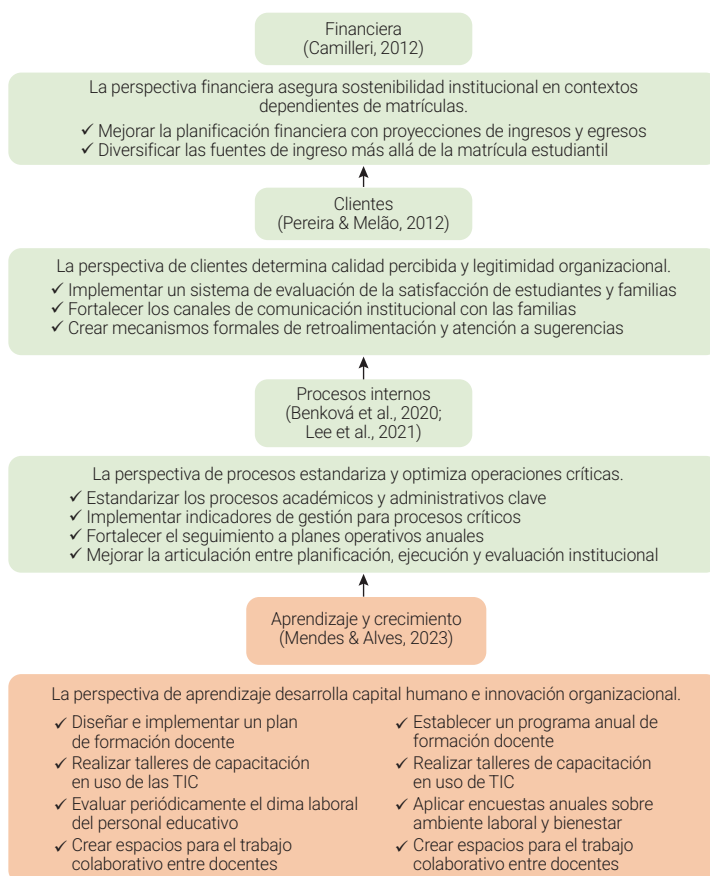 Financiera
(Camilleri, 2012)
La perspectiva financiera asegura sostenibilidad institucional en contextos
dependientes de matrículas.
✓ Mejorar la planificación financiera con proyecciones de ingresos y egresos
✓ Diversificar las fuentes de ingreso más allá de la matrícula estudiantil
Clientes
(Pereira & Melão, 2012)
La perspectiva de clientes determina calidad percibida y legitimidad organizacional.
✓ Implementar un sistema de evaluación de la satisfacción de estudiantes y familias
✓ Fortalecer los canales de comunicación institucional con las familias
✓ Crear mecanismos formales de retroalimentación y atención a sugerencias
Procesos internos
(Benková et al., 2020;
Lee et al., 2021)
La perspectiva de procesos estandariza y optimiza operaciones críticas.
✓ Estandarizar los procesos académicos y administrativos clave
✓ Implementar indicadores de gestión para procesos críticos
✓ Fortalecer el seguimiento a planes operativos anuales
✓ Mejorar la articulación entre planificación, ejecución y evaluación institucional
Aprendizaje y crecimiento
(Mendes & Alves, 2023)
La perspectiva de aprendizaje desarrolla capital humano e innovación organizacional.
✓ Diseñar e implementar un plan
de formación docente
✓ Realizar talleres de capacitación
en uso de las TIC
✓ Evaluar periódicamente el dima laboral
del personal educativo
✓ Crear espacios para el trabajo
colaborativo entre docentes
✓ Establecer un programa anual de
formación docente
✓ Realizar talleres de capacitación
en uso de TIC
✓ Aplicar encuestas anuales sobre
ambiente laboral y bienestar
✓ Crear espacios para el trabajo
colaborativo entre docentes